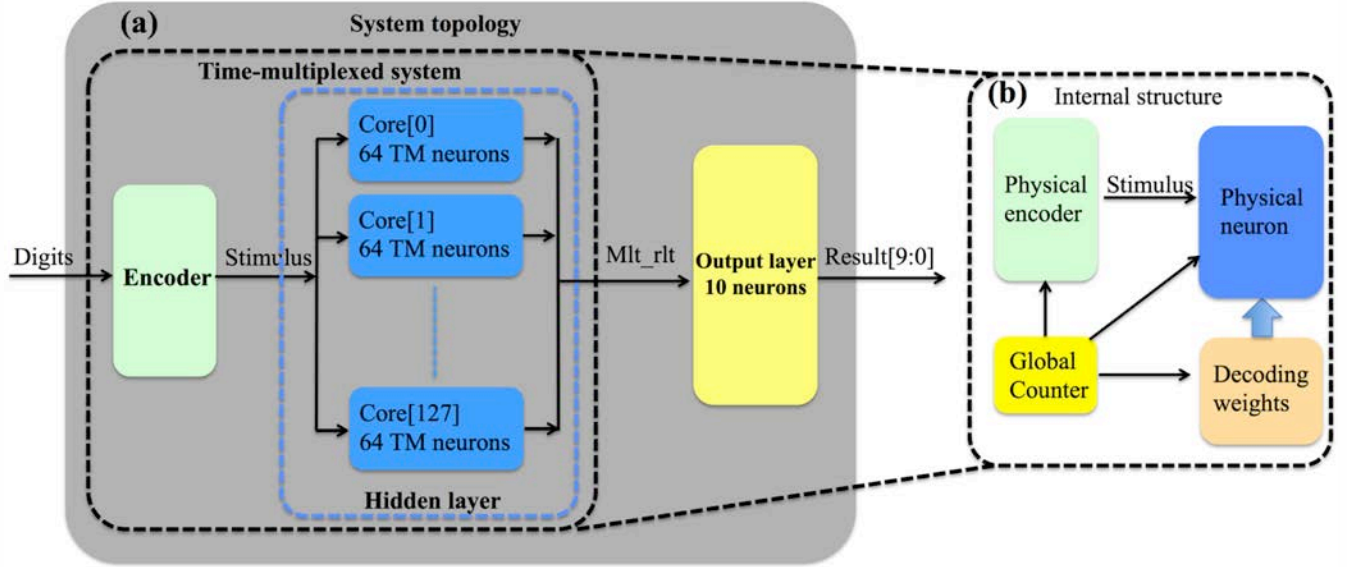 (a)
System topology
Time-multiplexed system
Core[0]
64 TM neurons
Core[1]
64 TM neurons
Core[127]
64 TM neurons
Hidden layer
Digits
Encoder
Stimulus
Mlt_rlt
Output layer
10 neurons
Result[9:0]
(b)
Internal structure
Physical
encoder
Stimulus
Physical
neuron
Global
Counter
Decoding
weights